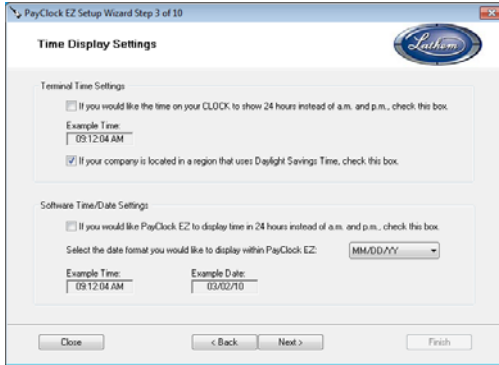 PayClock EZ Setup Wizard Step 3 of 10
Time Display Settings
Lathem
Terminal Time Settings
If you would like the time on your CLOCK to show 24 hours instead of a.m. and p.m., check this box.
Example Time:
09:12:04 AM
If your company is located in a region that uses Daylight Savings Time, check this box.
Software Time/Date Settings
If you would like PayClock EZ to display time in 24 hours instead of a.m. and p.m., check this box.
Select the date format you would like to display within PayClock EZ: MM/DD/YY
Example Time: Example Date:
09:12:04 AM 03/02/10
Close < Back Next > Finish